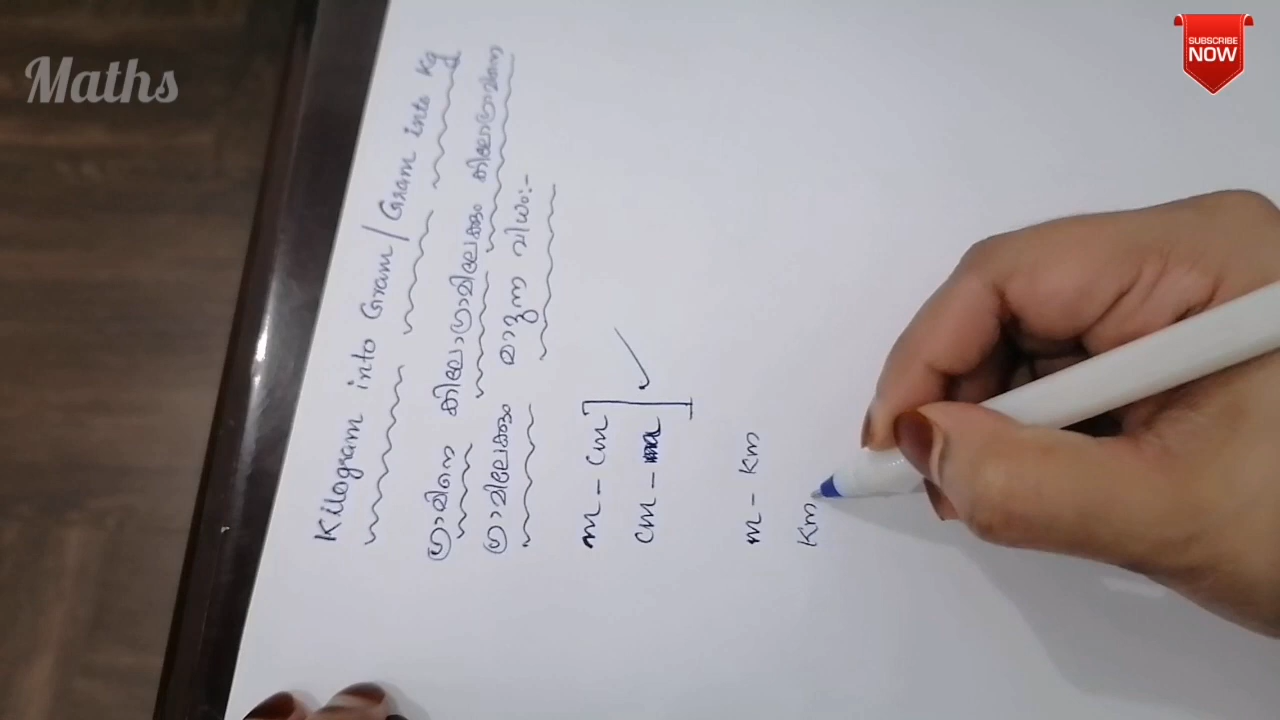 Maths
SUBSCRIBE
NOW
Kilogram into Gram/Gram into Kg
ഗ്രാമിനെ കിലോഗ്രാമിലേക്കും കിലോഗ്രാമിനെ
ഗ്രാമിലേക്കും മാറ്റുന്ന വിധം:-
m - cm
cm -
m - Km
Km